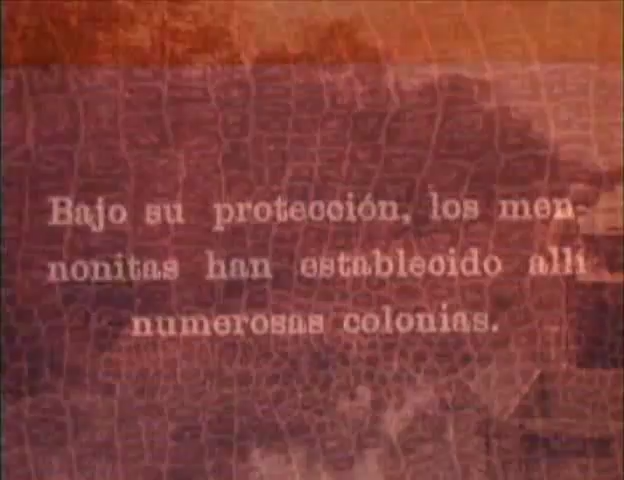 Bajo su protección, los men-
nonitas han establecido allí
numerosas colonias.